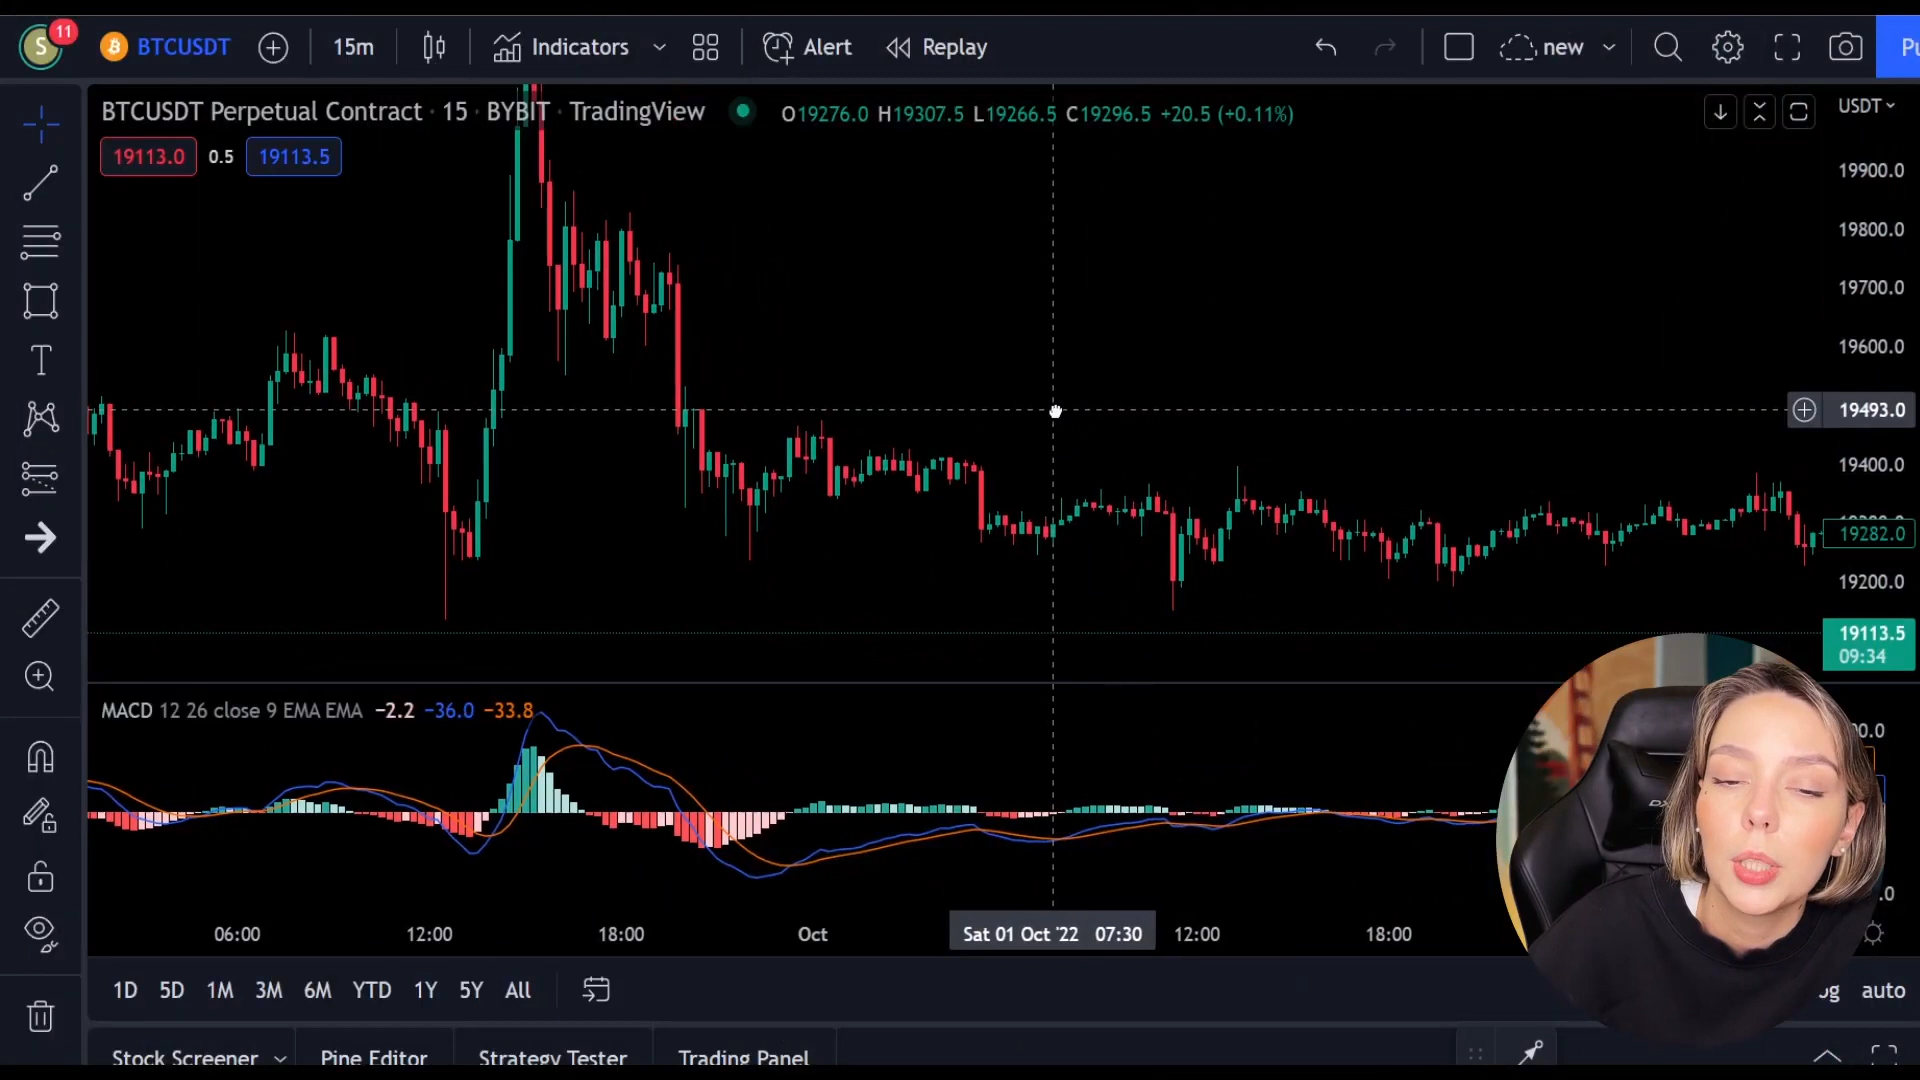 S 11 BTCUSDT 15m Indicators Alert Replay new Pu
BTCUSDT Perpetual Contract · 15 · BYBIT · TradingView O19276.0 H19307.5 L19266.5 C19296.5 +20.5 (+0.11%) USDT
19113.0 0.5 19113.5
19900.0
19800.0
19700.0
19600.0
19493.0
19400.0
19282.0
19200.0
19113.5
09:34
MACD 12 26 close 9 EMA EMA −2.2 −36.0 −33.8
06:00 12:00 18:00 Oct Sat 01 Oct '22 07:30 12:00 18:00
1D 5D 1M 3M 6M YTD 1Y 5Y All auto
Stock Screener Pine Editor Strategy Tester Trading Panel